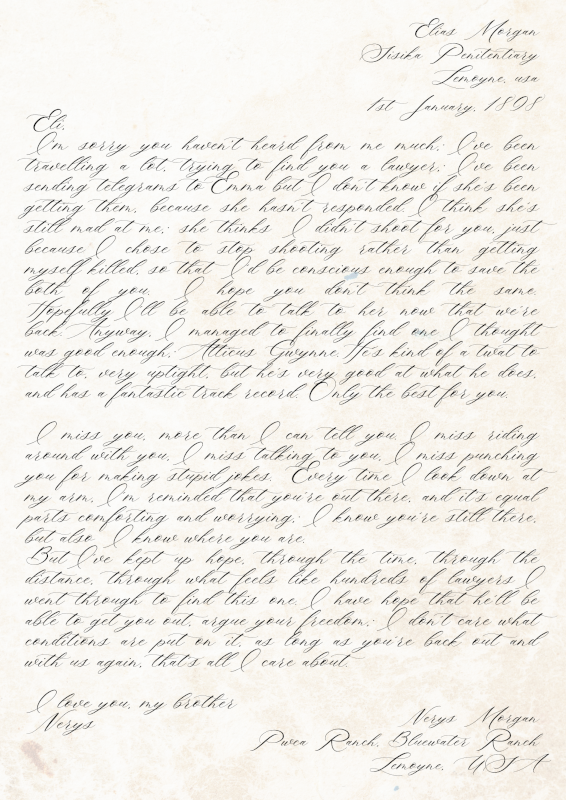 Elias Morgan
Sisika Penitentiary
Lemoyne, usa
1st January, 1898
Eli,
I'm sorry you haven't heard from me much; I've been
travelling a lot, trying to find you a lawyer; I've been
sending telegrams to Emma but I don't know if she's been
getting them, because she hasn't responded. I think she's
still mad at me; she thinks I didn't shoot for you, just
because I chose to stop shooting rather than getting
myself killed, so that I'd be conscious enough to save the
both of you. I hope you don't think the same.
Hopefully I'll be able to talk to her now that we're
back. Anyway, I managed to finally find one I thought
was good enough; Atticus Gwynne. He's kind of a twat to
talk to, very uptight, but he's very good at what he does,
and has a fantastic track record. Only the best for you.
I miss you, more than I can tell you. I miss riding
around with you, I miss talking to you, I miss punching
you for making stupid jokes. Every time I look down at
my arm, I'm reminded that you're out there, and it's equal
parts comforting and worrying; I know you're still there,
but also I know where you are.
But I've kept up hope, through the time, through the
distance, through what feels like hundreds of lawyers I
went through to find this one, I have hope that he'll be
able to get you out, argue your freedom; I don't care what
conditions are put on it, as long as you're back out and
with us again, that's all I care about.
I love you, my brother
Nerys
Nerys Morgan
Pwca Ranch, Bluewater Ranch
Lemoyne, USA